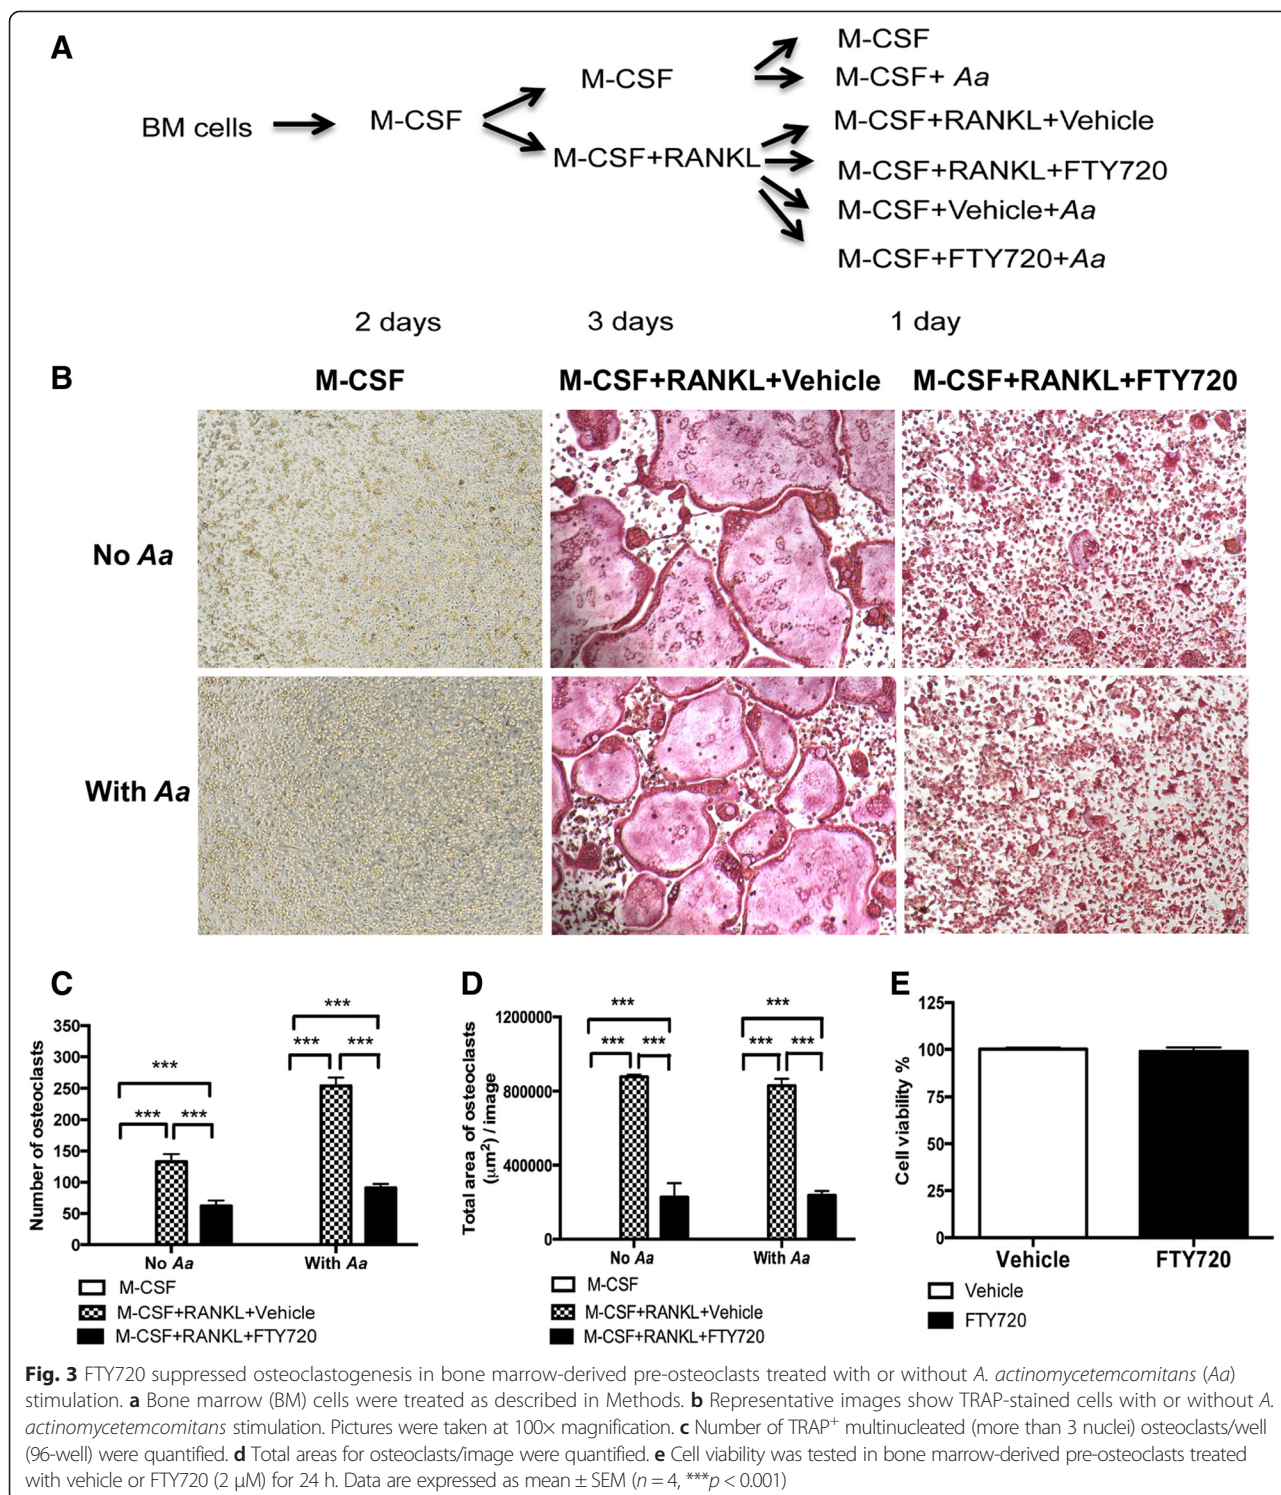 A
BM cells
M-CSF
M-CSF
M-CSF+RANKL
M-CSF
M-CSF+ Aa
M-CSF+RANKL+Vehicle
M-CSF+RANKL+FTY720
M-CSF+Vehicle+Aa
M-CSF+FTY720+Aa
2 days 3 days 1 day
B
M-CSF M-CSF+RANKL+Vehicle M-CSF+RANKL+FTY720
No Aa
With Aa
C
Number of osteoclasts
350
300
250
200
150
100
50
0
***
***
***
***
***
***
No Aa With Aa
M-CSF
M-CSF+RANKL+Vehicle
M-CSF+RANKL+FTY720
D
Total area of osteoclasts
(μm²) / image
1200000
800000
400000
0
***
***
***
***
***
***
No Aa With Aa
M-CSF
M-CSF+RANKL+Vehicle
M-CSF+RANKL+FTY720
E
Cell viability %
125
100
75
50
25
0
Vehicle FTY720
Vehicle
FTY720
Fig. 3 FTY720 suppressed osteoclastogenesis in bone marrow-derived pre-osteoclasts treated with or without A. actinomycetemcomitans (Aa)
stimulation. a Bone marrow (BM) cells were treated as described in Methods. b Representative images show TRAP-stained cells with or without A.
actinomycetemcomitans stimulation. Pictures were taken at 100× magnification. c Number of TRAP⁺ multinucleated (more than 3 nuclei) osteoclasts/well
(96-well) were quantified. d Total areas for osteoclasts/image were quantified. e Cell viability was tested in bone marrow-derived pre-osteoclasts treated
with vehicle or FTY720 (2 μM) for 24 h. Data are expressed as mean ± SEM (n = 4, ***p < 0.001)